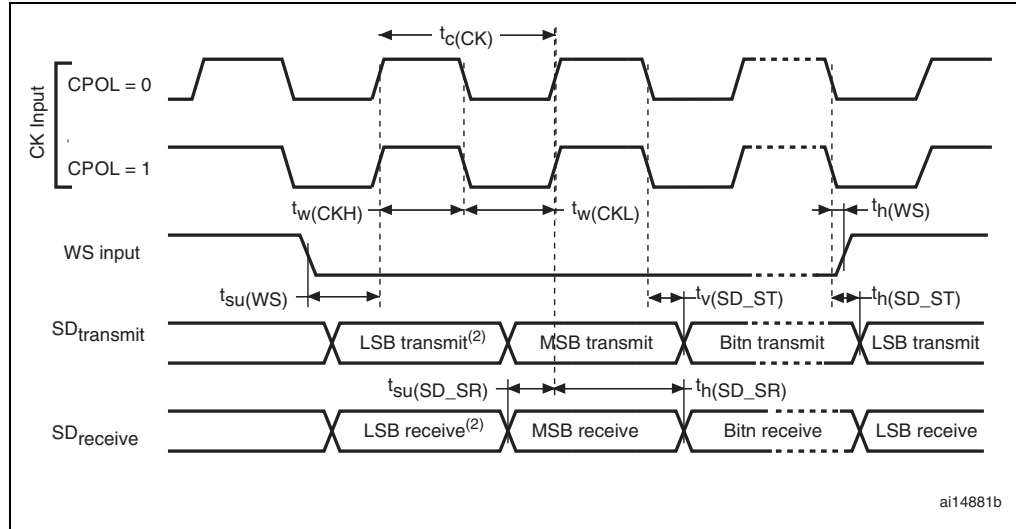 tc(CK)
CK Input
CPOL = 0
CPOL = 1
tw(CKH)
tw(CKL)
th(WS)
WS input
tsu(WS)
tv(SD_ST)
th(SD_ST)
SDtransmit
LSB transmit(2)
MSB transmit
Bitn transmit
LSB transmit
tsu(SD_SR)
th(SD_SR)
SDreceive
LSB receive(2)
MSB receive
Bitn receive
LSB receive
ai14881b